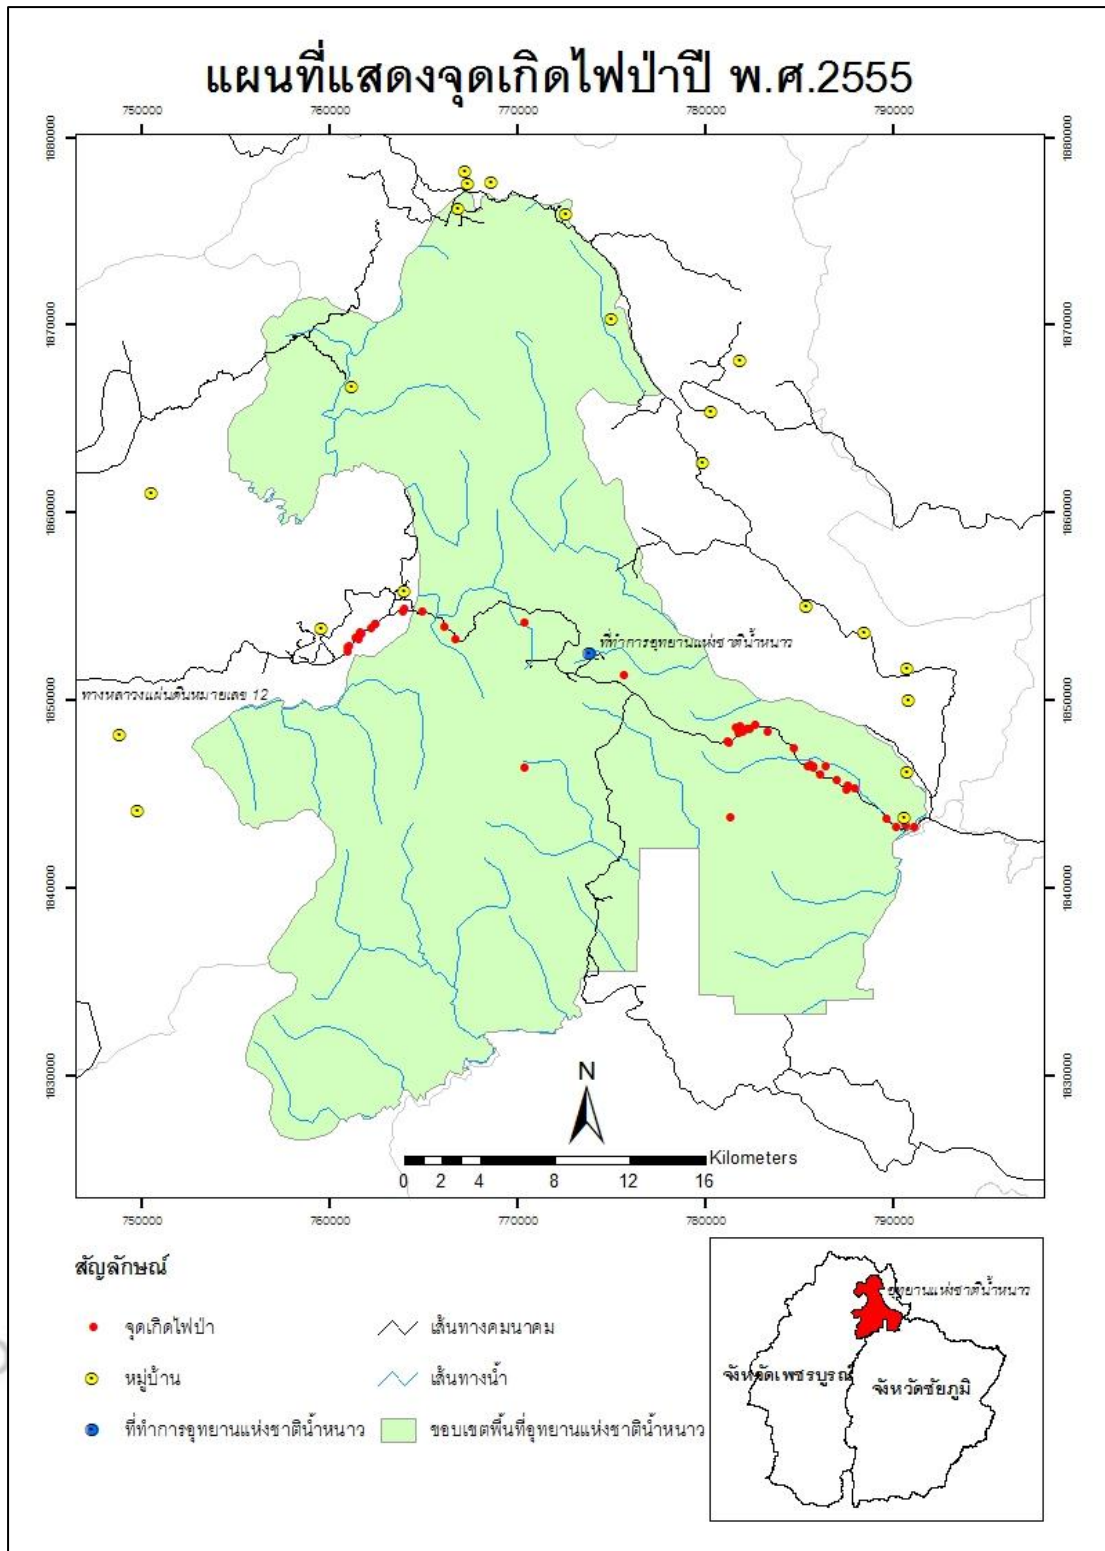 แผนที่แสดงจุดเกิดไฟป่าปี พ.ศ.2555
750000 760000 770000 780000 790000
1880000 1880000
1870000 1870000
1860000 1860000
ที่ทำการอุทยานแห่งชาติน้ำหนาว
ทางหลวงแผ่นดินหมายเลข 12
1850000 1850000
1840000 1840000
1830000 1830000
N
Kilometers
0 2 4 8 12 16
750000 760000 770000 780000 790000
สัญลักษณ์
จุดเกิดไฟป่า เส้นทางคมนาคม
หมู่บ้าน เส้นทางน้ำ
ที่ทำการอุทยานแห่งชาติน้ำหนาว ขอบเขตพื้นที่อุทยานแห่งชาติน้ำหนาว
อุทยานแห่งชาติน้ำหนาว
จังหวัดเพชรบูรณ์
จังหวัดชัยภูมิ